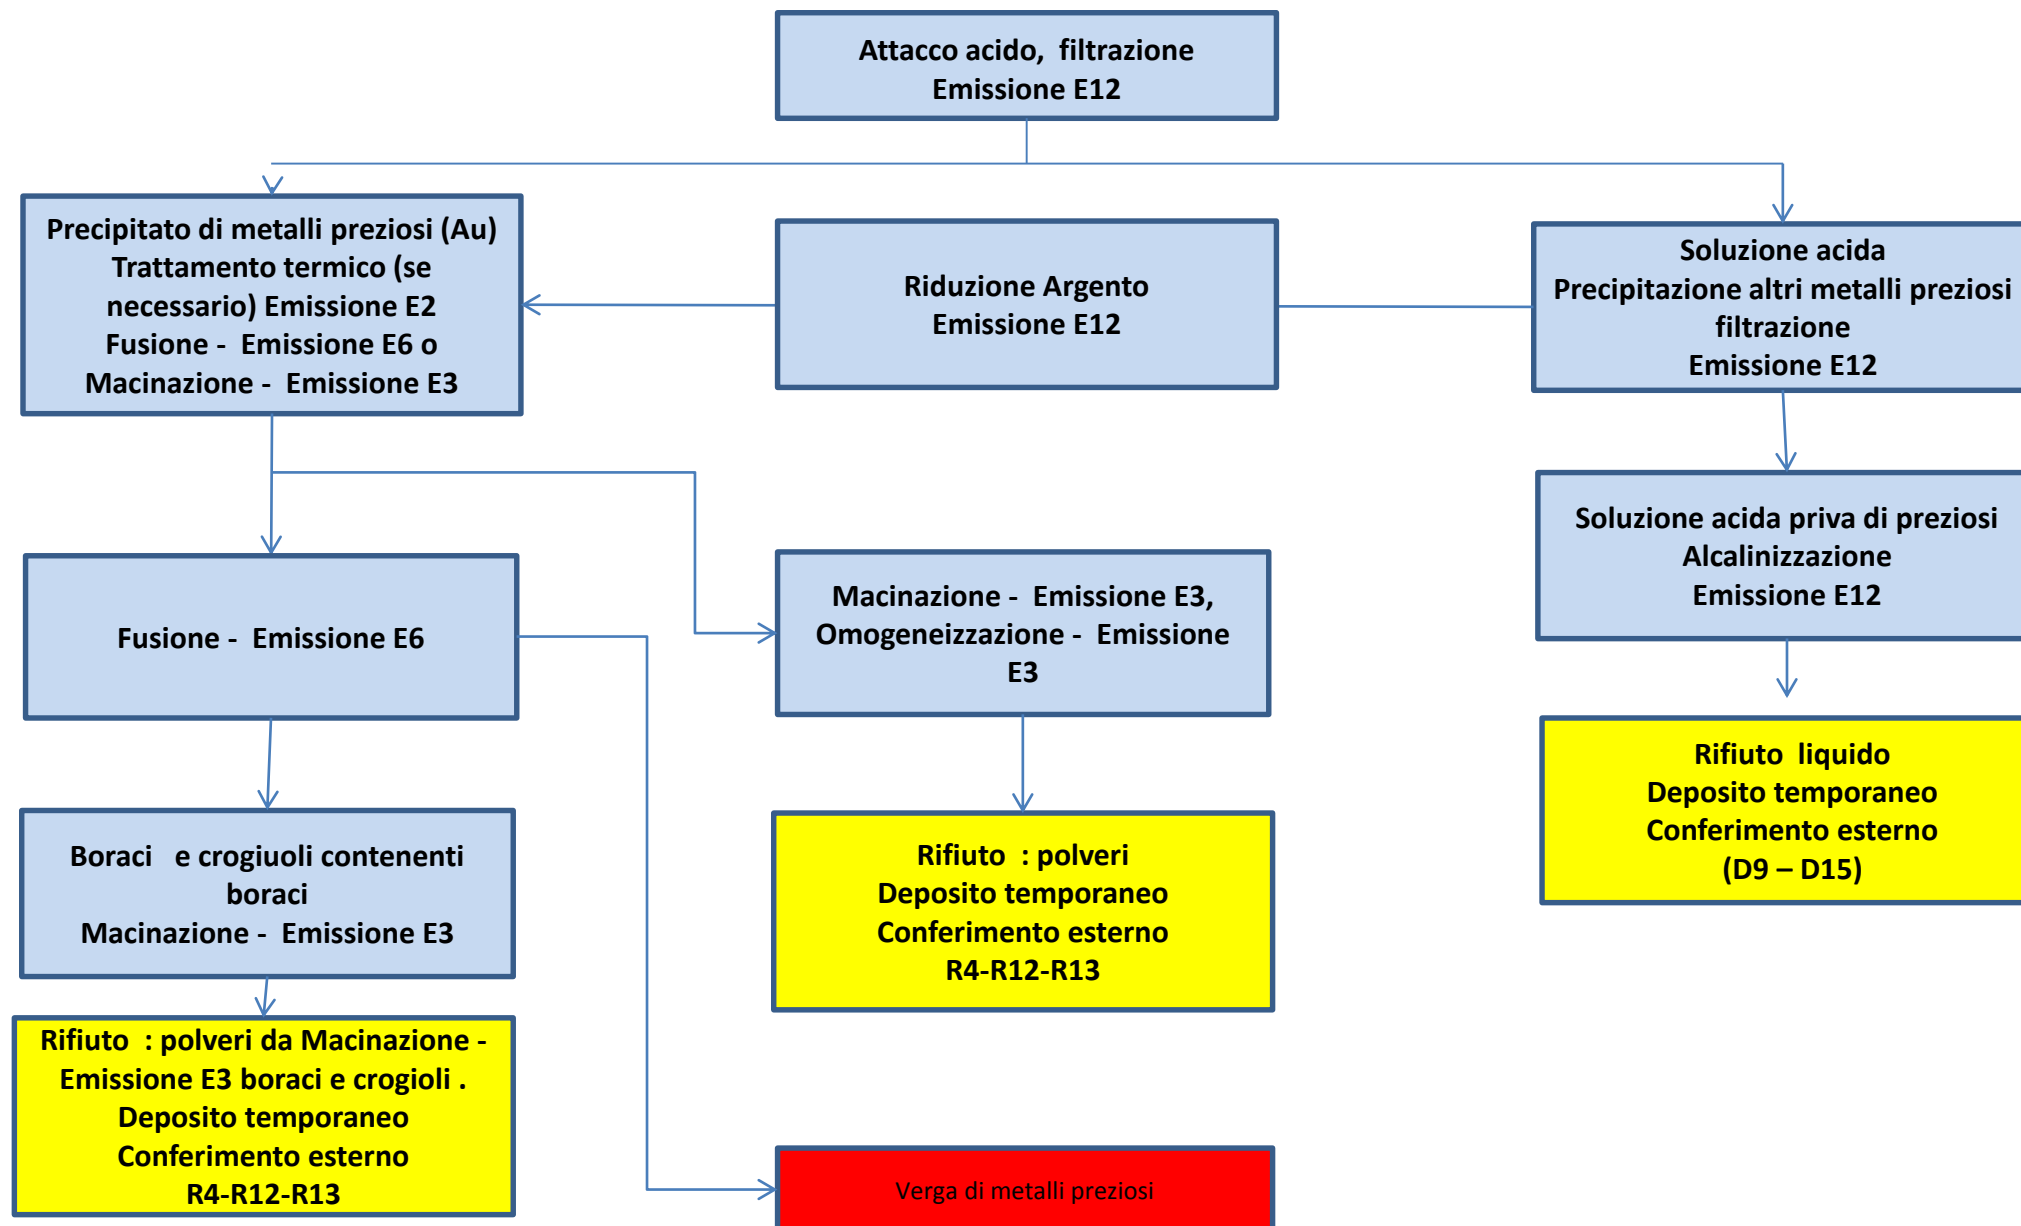 Attacco acido, filtrazione
Emissione E12
Precipitato di metalli preziosi (Au)
Trattamento termico (se
necessario) Emissione E2
Fusione - Emissione E6 o
Macinazione - Emissione E3
Riduzione Argento
Emissione E12
Soluzione acida
Precipitazione altri metalli preziosi
filtrazione
Emissione E12
Soluzione acida priva di preziosi
Alcalinizzazione
Emissione E12
Fusione - Emissione E6
Macinazione - Emissione E3,
Omogeneizzazione - Emissione
E3
Rifiuto liquido
Deposito temporaneo
Conferimento esterno
(D9 – D15)
Boraci e crogiuoli contenenti
boraci
Macinazione - Emissione E3
Rifiuto : polveri
Deposito temporaneo
Conferimento esterno
R4-R12-R13
Rifiuto : polveri da Macinazione -
Emissione E3 boraci e crogioli .
Deposito temporaneo
Conferimento esterno
R4-R12-R13
Verga di metalli preziosi